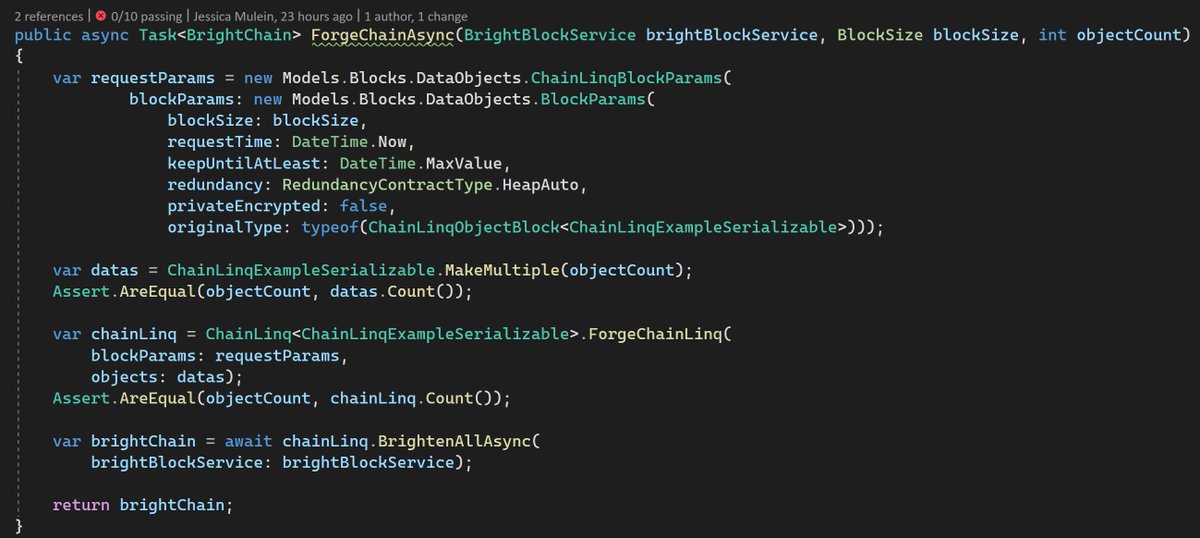 2 references | 0/10 passing | Jessica Mulein, 23 hours ago | 1 author, 1 change
public async Task<BrightChain> ForgeChainAsync(BrightBlockService brightBlockService, BlockSize blockSize, int objectCount)
{
    var requestParams = new Models.Blocks.DataObjects.ChainLinqBlockParams(
            blockParams: new Models.Blocks.DataObjects.BlockParams(
                blockSize: blockSize,
                requestTime: DateTime.Now,
                keepUntilAtLeast: DateTime.MaxValue,
                redundancy: RedundancyContractType.HeapAuto,
                privateEncrypted: false,
                originalType: typeof(ChainLinqObjectBlock<ChainLinqExampleSerializable>)));
    var datas = ChainLinqExampleSerializable.MakeMultiple(objectCount);
    Assert.AreEqual(objectCount, datas.Count());
    var chainLinq = ChainLinq<ChainLinqExampleSerializable>.ForgeChainLinq(
        blockParams: requestParams,
        objects: datas);
    Assert.AreEqual(objectCount, chainLinq.Count());
    var brightChain = await chainLinq.BrightenAllAsync(
        brightBlockService: brightBlockService);
    return brightChain;
}